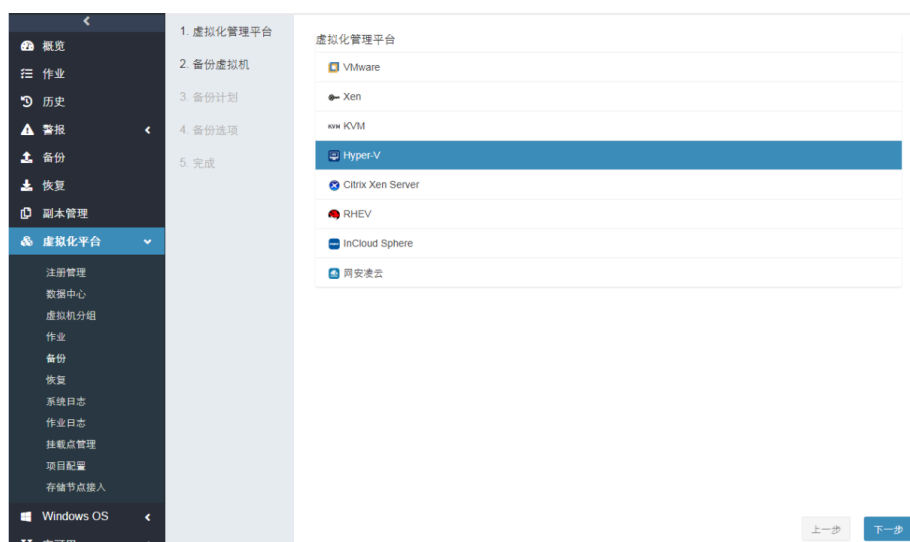 概览
作业
历史
警报
备份
恢复
副本管理
虚拟化平台
注册管理
数据中心
虚拟机分组
作业
备份
恢复
系统日志
作业日志
挂载点管理
项目配置
存储节点接入
Windows OS
1. 虚拟化管理平台
2. 备份虚拟机
3. 备份计划
4. 备份选项
5. 完成
虚拟化管理平台
VMware
Xen
KVM KVM
Hyper-V
Citrix Xen Server
RHEV
InCloud Sphere
网安凌云
上一步
下一步